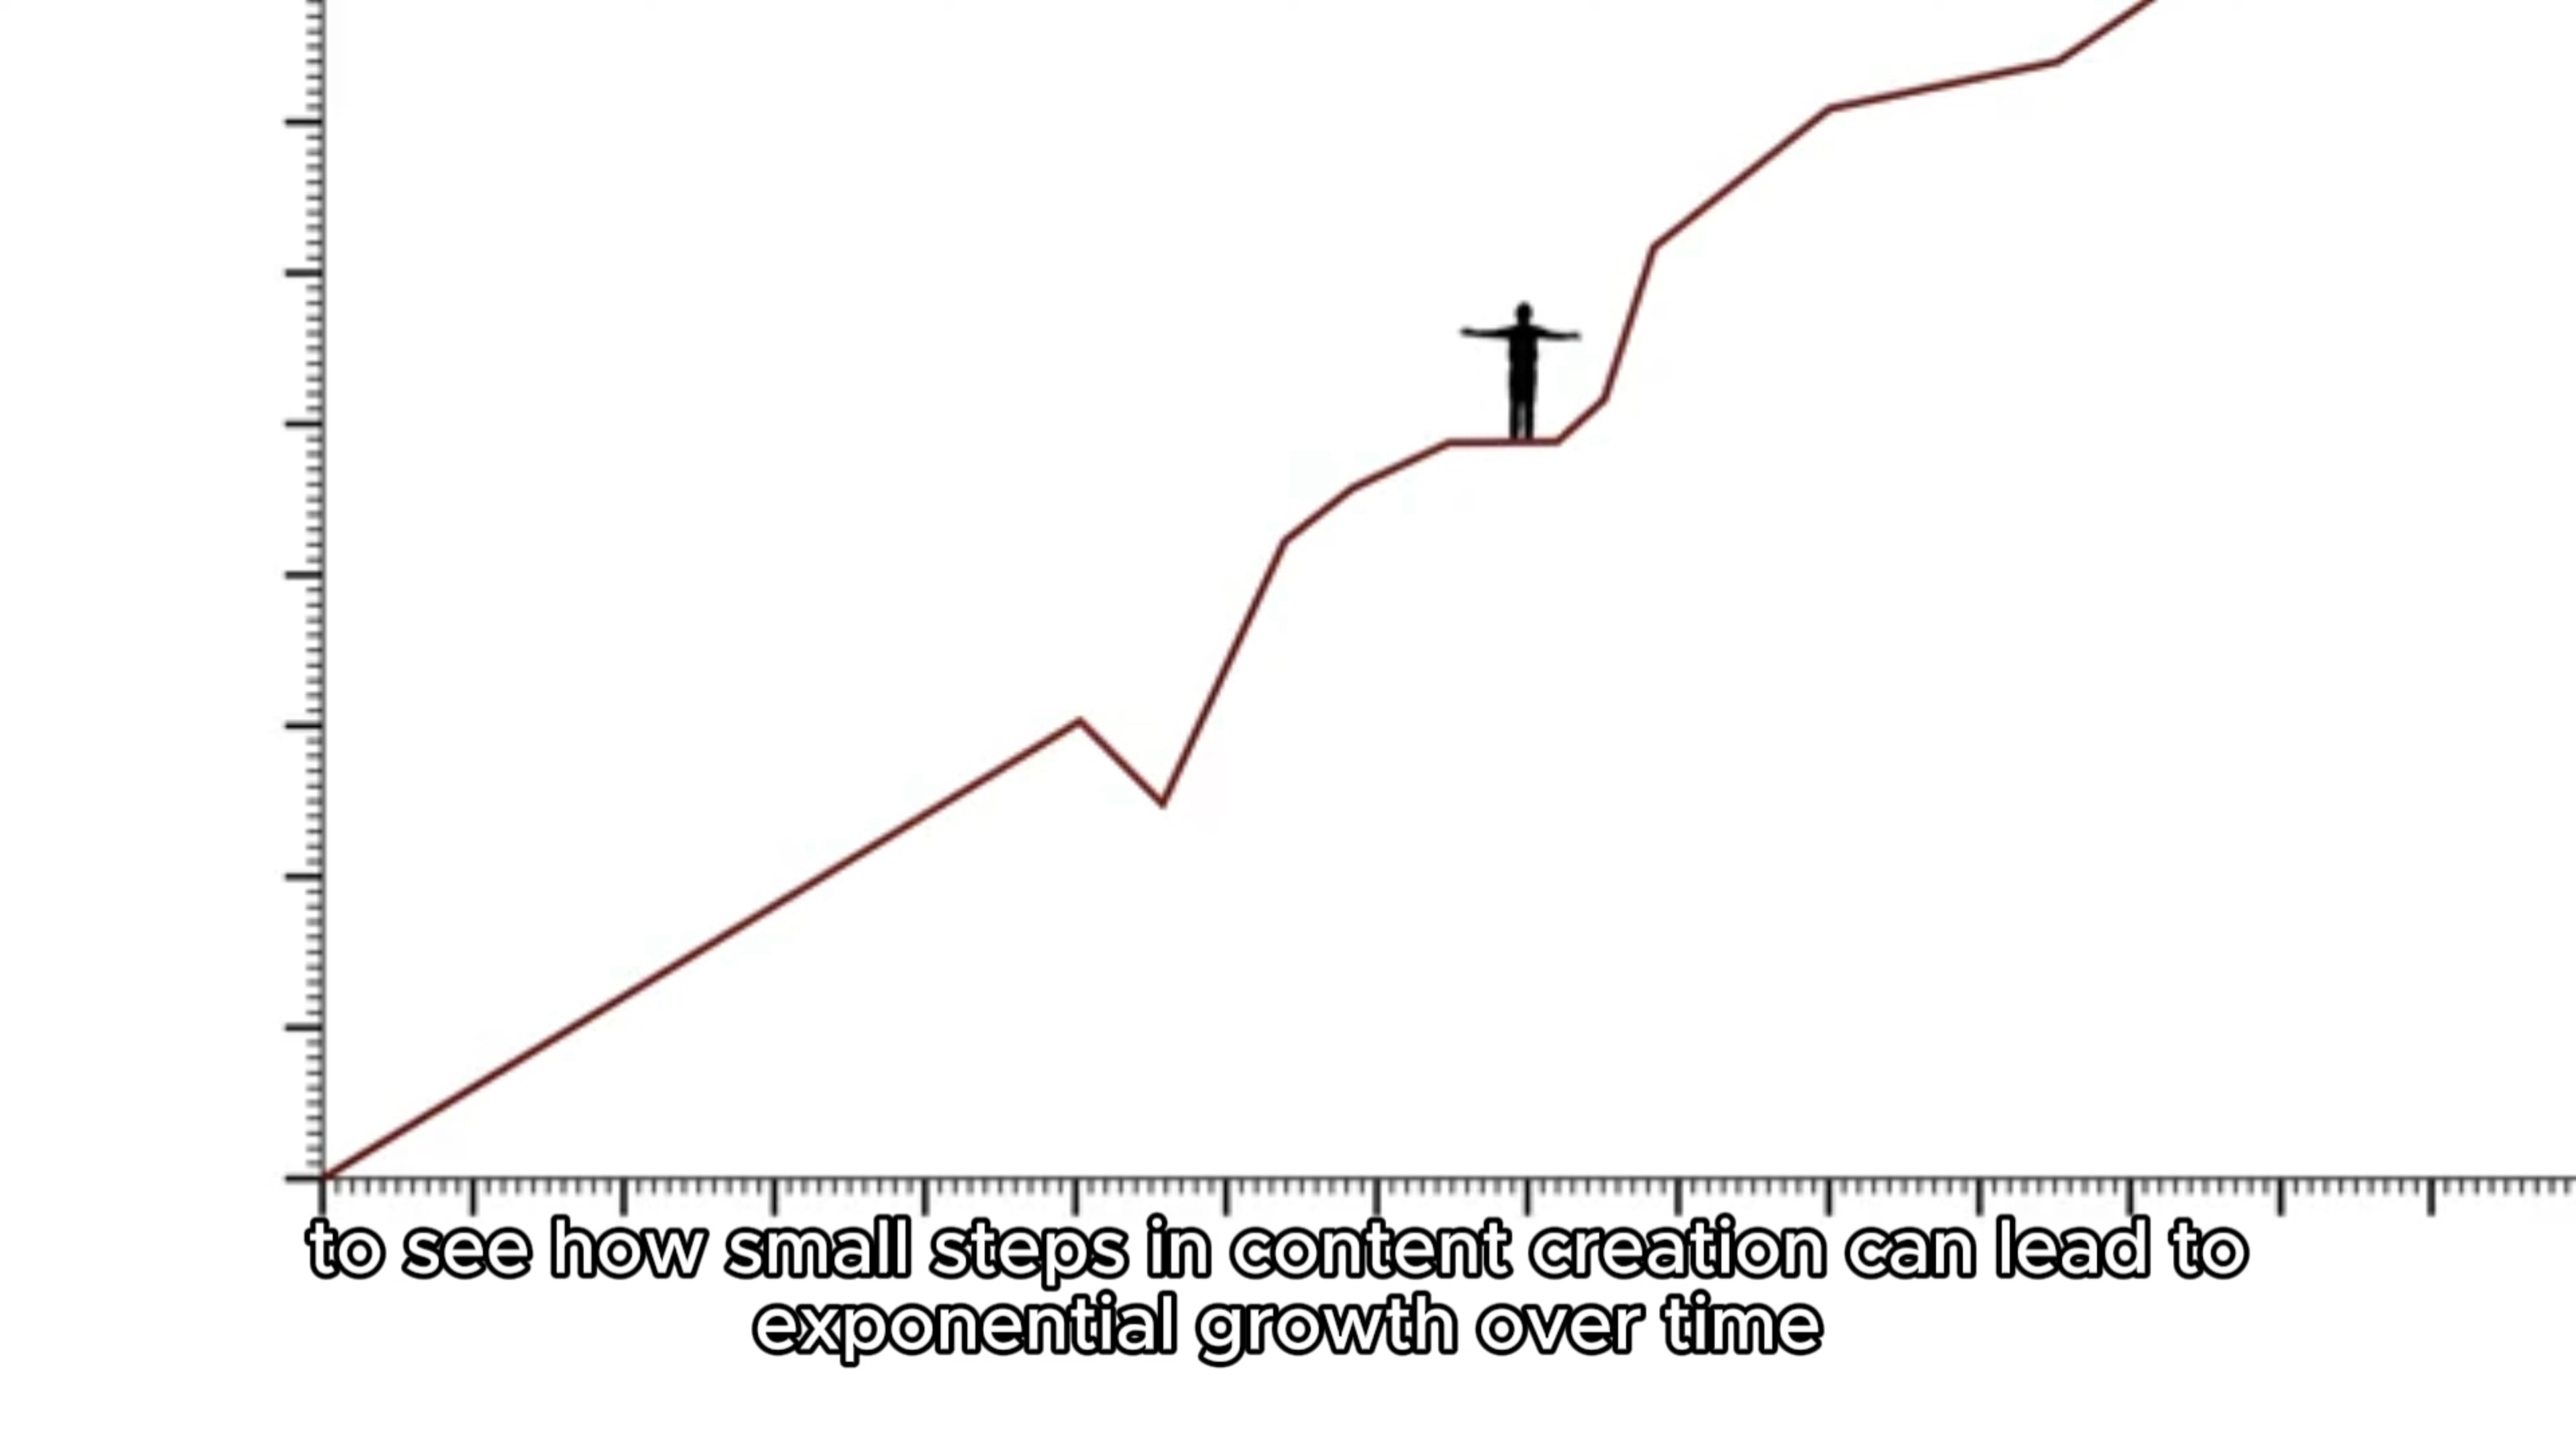 to see how small steps in content creation can lead to
exponential growth over time